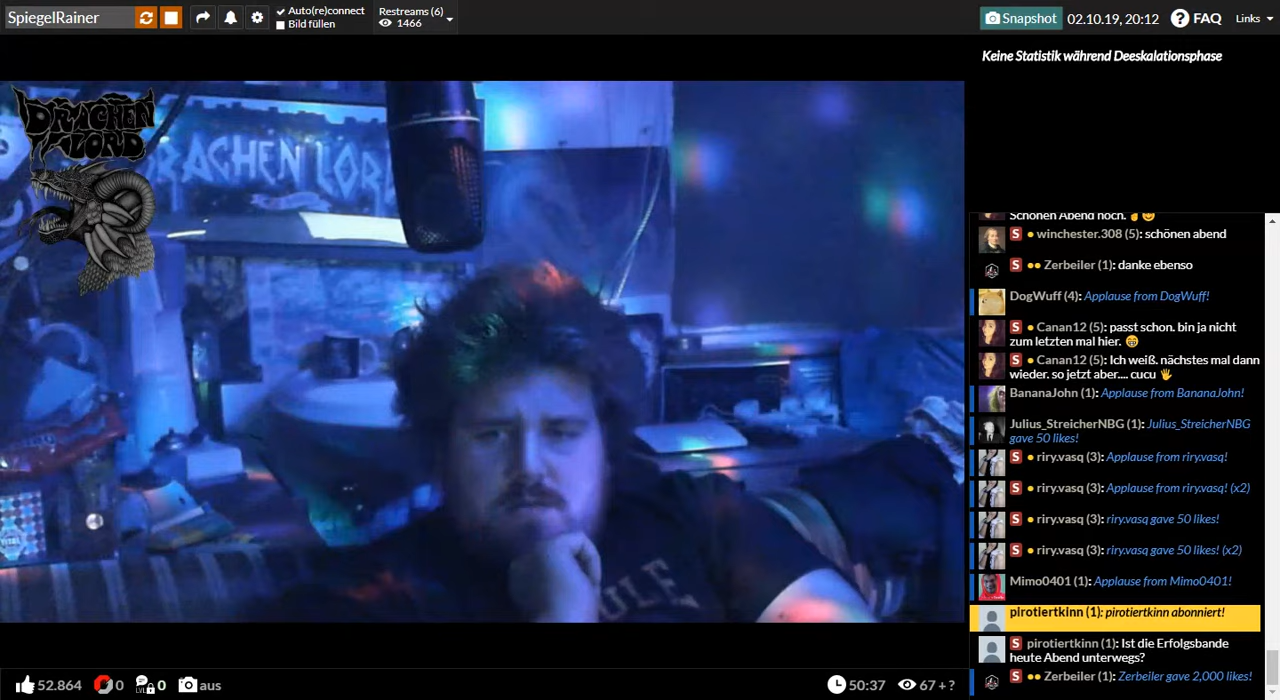 SpiegelRainer
Auto(re)connect
Bild füllen
Restreams (6)
1466
Snapshot
02.10.19, 20:12
FAQ
Links
Keine Statistik während Deeskalationsphase
DRACHEN
LORD
DRACHEN LORD
ULE
Schönen Abend noch.
S winchester.308 (5): schönen abend
S Zerbeiler (1): danke ebenso
DogWuff (4): Applause from DogWuff!
S Canan12 (5): passt schon. bin ja nicht
zum letzten mal hier.
S Canan12 (5): Ich weiß. nächstes mal dann
wieder. so jetzt aber.... cucu
BananaJohn (1): Applause from BananaJohn!
Julius_StreicherNBG (1): Julius_StreicherNBG
gave 50 likes!
S riry.vasq (3): Applause from riry.vasq!
S riry.vasq (3): Applause from riry.vasq! (x2)
S riry.vasq (3): riry.vasq gave 50 likes!
S riry.vasq (3): riry.vasq gave 50 likes! (x2)
Mimo0401 (1): Applause from Mimo0401!
pirotiertkinn (1): pirotiertkinn abonniert!
S pirotiertkinn (1): Ist die Erfolgsbande
heute Abend unterwegs?
S Zerbeiler (1): Zerbeiler gave 2,000 likes!
52.864
0
LVL
0
aus
50:37
67 + ?